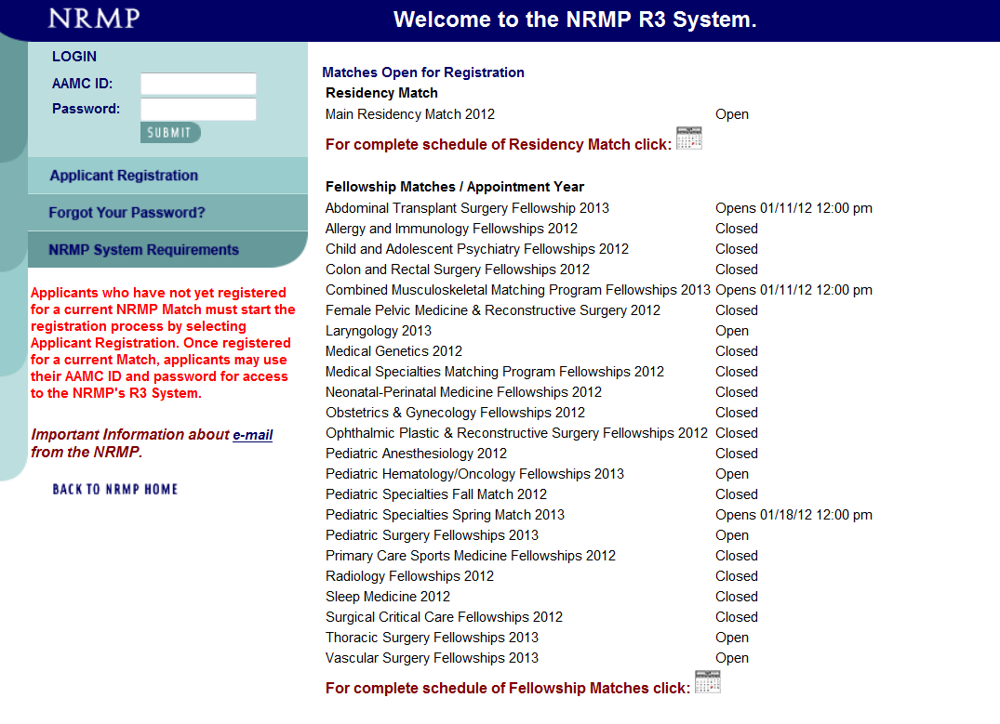 NRMP
Welcome to the NRMP R3 System.
LOGIN
AAMC ID:
Password:
SUBMIT
Applicant Registration
Forgot Your Password?
NRMP System Requirements
Applicants who have not yet registered
for a current NRMP Match must start the
registration process by selecting
Applicant Registration. Once registered
for a current Match, applicants may use
their AAMC ID and password for access
to the NRMP's R3 System.
Important Information about e-mail
from the NRMP.
BACK TO NRMP HOME
Matches Open for Registration
Residency Match
Main Residency Match 2012 Open
For complete schedule of Residency Match click:
Fellowship Matches / Appointment Year
Abdominal Transplant Surgery Fellowship 2013 Opens 01/11/12 12:00 pm
Allergy and Immunology Fellowships 2012 Closed
Child and Adolescent Psychiatry Fellowships 2012 Closed
Colon and Rectal Surgery Fellowships 2012 Closed
Combined Musculoskeletal Matching Program Fellowships 2013 Opens 01/11/12 12:00 pm
Female Pelvic Medicine & Reconstructive Surgery 2012 Closed
Laryngology 2013 Open
Medical Genetics 2012 Closed
Medical Specialties Matching Program Fellowships 2012 Closed
Neonatal-Perinatal Medicine Fellowships 2012 Closed
Obstetrics & Gynecology Fellowships 2012 Closed
Ophthalmic Plastic & Reconstructive Surgery Fellowships 2012 Closed
Pediatric Anesthesiology 2012 Closed
Pediatric Hematology/Oncology Fellowships 2013 Open
Pediatric Specialties Fall Match 2012 Closed
Pediatric Specialties Spring Match 2013 Opens 01/18/12 12:00 pm
Pediatric Surgery Fellowships 2013 Open
Primary Care Sports Medicine Fellowships 2012 Closed
Radiology Fellowships 2012 Closed
Sleep Medicine 2012 Closed
Surgical Critical Care Fellowships 2012 Closed
Thoracic Surgery Fellowships 2013 Open
Vascular Surgery Fellowships 2013 Open
For complete schedule of Fellowship Matches click: